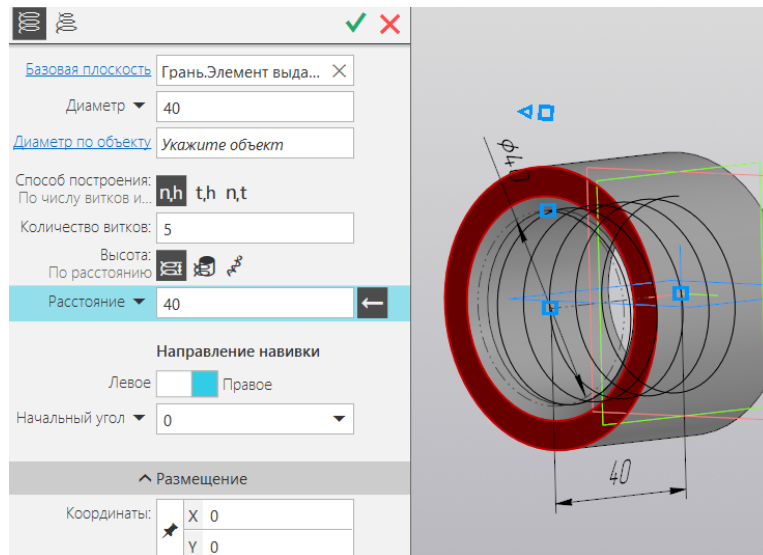 Базовая плоскость Грань.Элемент выда...
Диаметр 40
Диаметр по объекту Укажите объект
Способ построения:
По числу витков и... n,h t,h n,t
Количество витков: 5
Высота:
По расстоянию
Расстояние 40
Направление навивки
Левое Правое
Начальный угол 0
Размещение
Координаты: X 0
Y 0
ϕ40
40